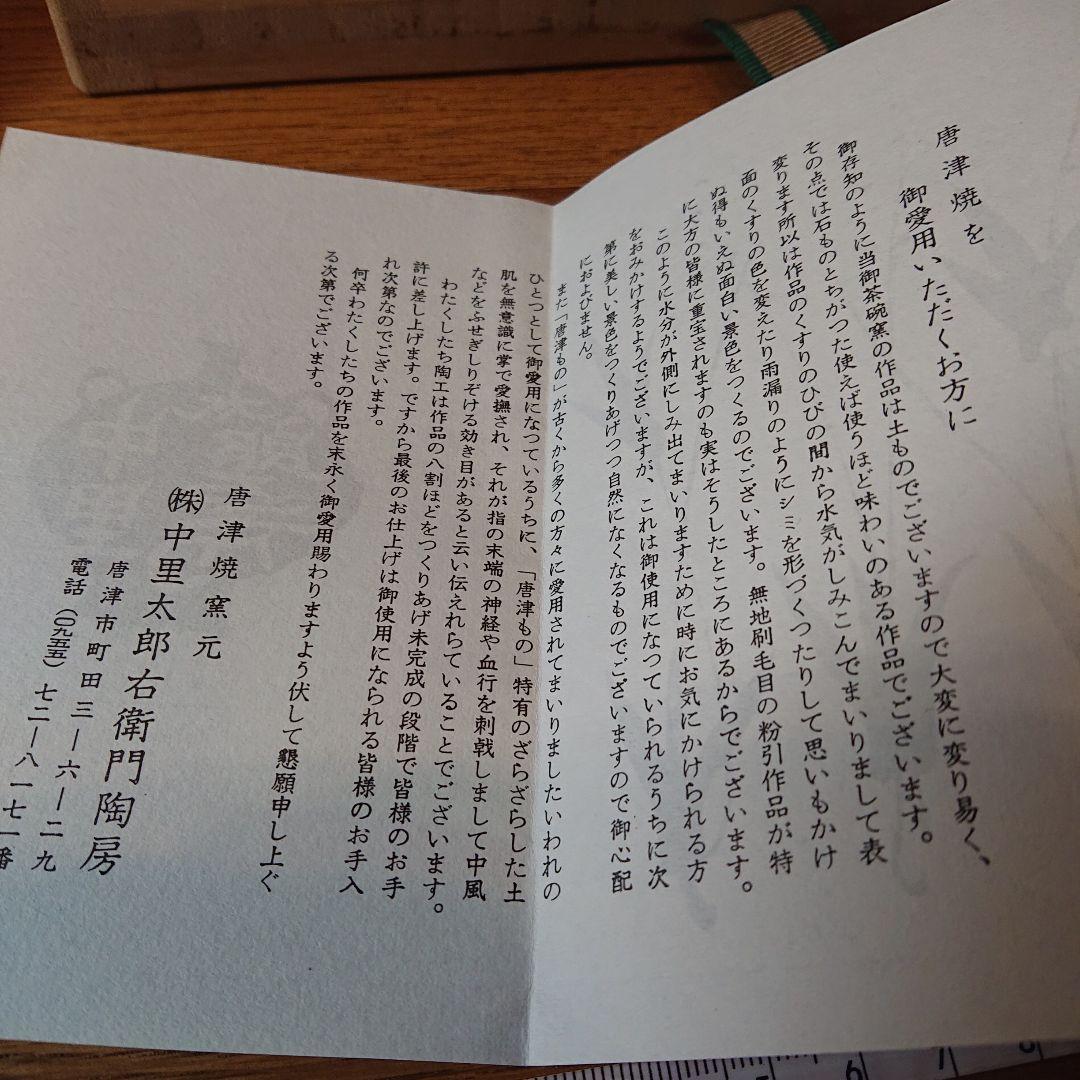 唐津焼を
御愛用いただくお方に
御存知のように当御茶碗窯の作品は土ものでございますので大変に変り易く、
その点では石ものとちがつた使えば使うほど味わいのある作品でございます。
変ります所以は作品のくすりのひびの間から水気がしみこんでまいりまして表
面のくすりの色を変えたり雨漏りのようにシミを形づくつたりして思いもかけ
ぬ得もいえぬ面白い景色をつくるのでございます。無地刷毛目の粉引作品が特
に大方の皆様に重宝されますのも実はそうしたところにあるからでございます。
このように水分が外側にしみ出てまいりますために時にお気にかけられる方
をおみかけするようでございますが、これは御使用になつていられるうちに次
第に美しい景色をつくりあげつつ自然になくなるものでございますので御心配
におよびません。
また「唐津もの」が古くから多くの方々に愛用されてまいりましたいわれの
ひとつとして御愛用になつているうちに、「唐津もの」特有のざらざらした土
肌を無意識に掌で愛撫され、それが指の末端の神経や血行を刺戟しまして中風
などをふせぎしりぞける効き目があると云い伝えれらていることでございます。
わたくしたち陶工は作品の八割ほどをつくりあげ未完成の段階で皆様のお手
許に差し上げます。ですから最後のお仕上げは御使用になられる皆様のお手入
れ次第なのでございます。
何卒わたくしたちの作品を末永く御愛用賜わりますよう伏して懇願申し上ぐ
る次第でございます。
唐津焼窯元
㈱中里太郎右衛門陶房
唐津市町田三ー六ー二九
電話(〇九五五)七二ー八一七一番
5 6 7 8